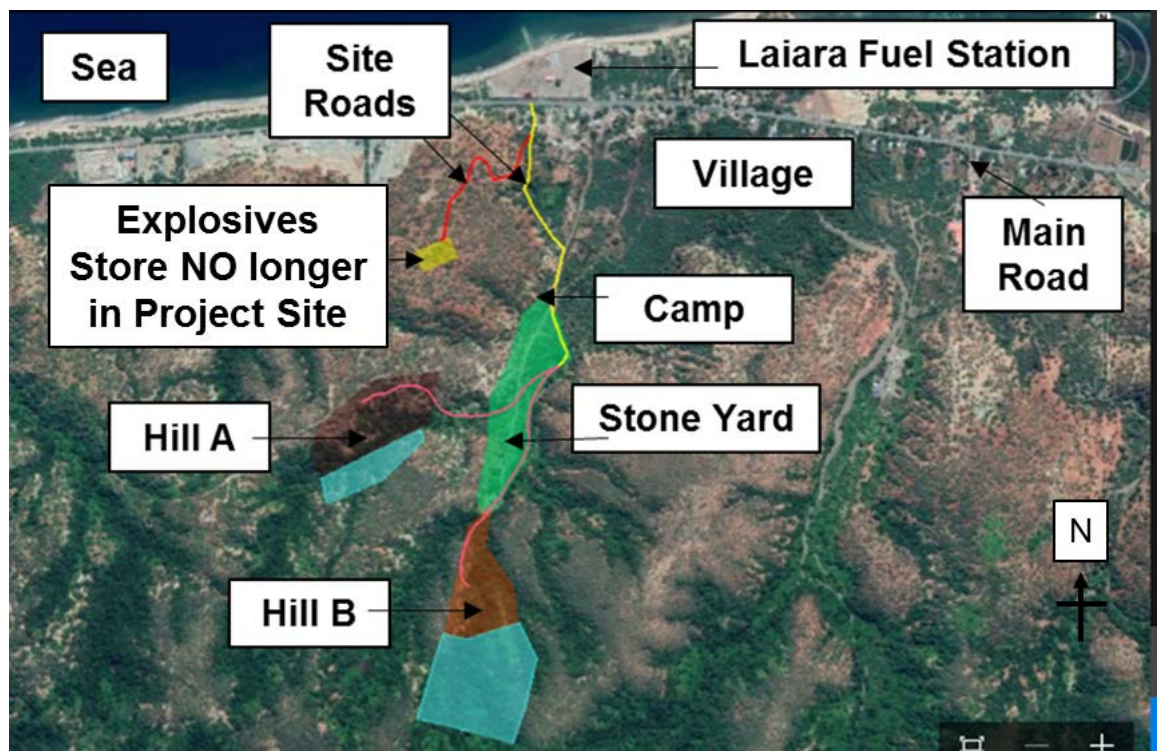 Sea
Site
Roads
Laiara Fuel Station
Village
Explosives
Store NO longer
in Project Site
Main
Road
Camp
Hill A
Stone Yard
N
Hill B